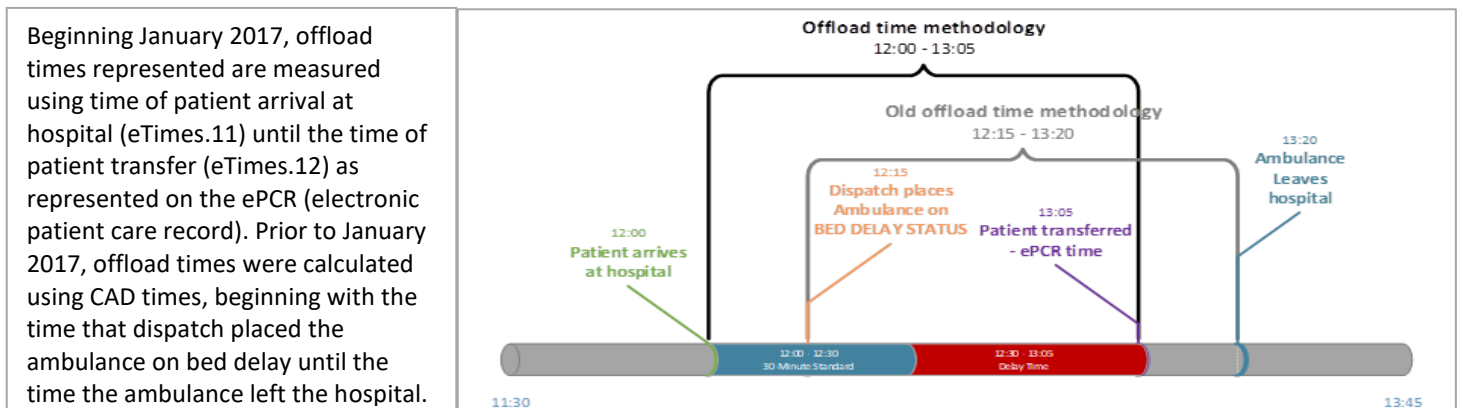 Beginning January 2017, offload
times represented are measured
using time of patient arrival at
hospital (eTimes.11) until the time of
patient transfer (eTimes.12) as
represented on the ePCR (electronic
patient care record). Prior to January
2017, offload times were calculated
using CAD times, beginning with the
time that dispatch placed the
ambulance on bed delay until the
time the ambulance left the hospital.
Offload time methodology
12:00 - 13:05
Old offload time methodology
12:15 - 13:20
13:20
Ambulance
Leaves
hospital
12:15
Dispatch places
Ambulance on
BED DELAY STATUS
13:05
Patient transferred
- ePCR time
12:00
Patient arrives
at hospital
12:00 - 12:30
30 Minute Standard
12:30 - 13:05
Delay Time
11:30
13:45